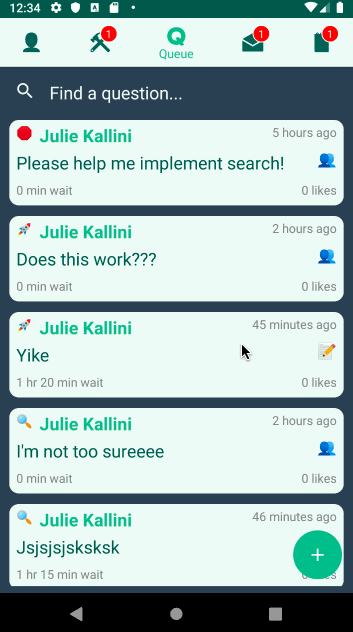 12:34
1
1
1
Queue
Find a question...
Julie Kallini
5 hours ago
Please help me implement search!
0 min wait
0 likes
Julie Kallini
2 hours ago
Does this work???
0 min wait
0 likes
Julie Kallini
45 minutes ago
Yike
1 hr 20 min wait
0 likes
Julie Kallini
2 hours ago
I'm not too sureeee
0 min wait
0 likes
Julie Kallini
46 minutes ago
Jsjsjsjsksksk
1 hr 15 min wait